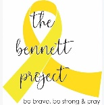 the
bennett
project
be brave, be strong & pray